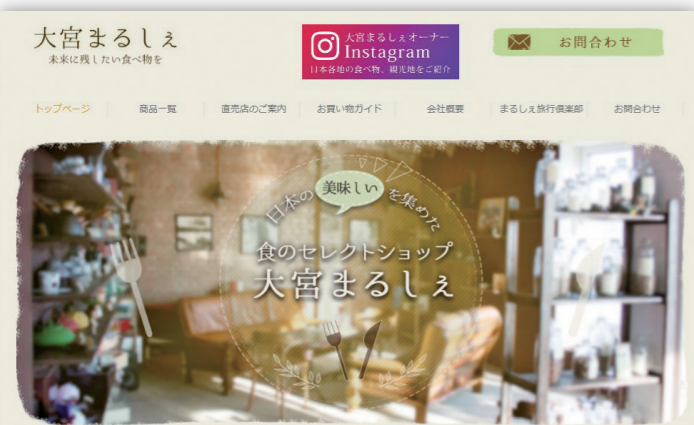 大宮まるしぇ
未来に残したい食べ物を
大宮まるしぇオーナー
Instagram
日本各地の食べ物、観光地をご紹介
お問合わせ
トップページ
商品一覧
直売店のご案内
お買い物ガイド
会社概要
まるしぇ旅行倶楽部
お問合わせ
日本の美味しいを集めた
食のセレクトショップ
大宮まるしぇ